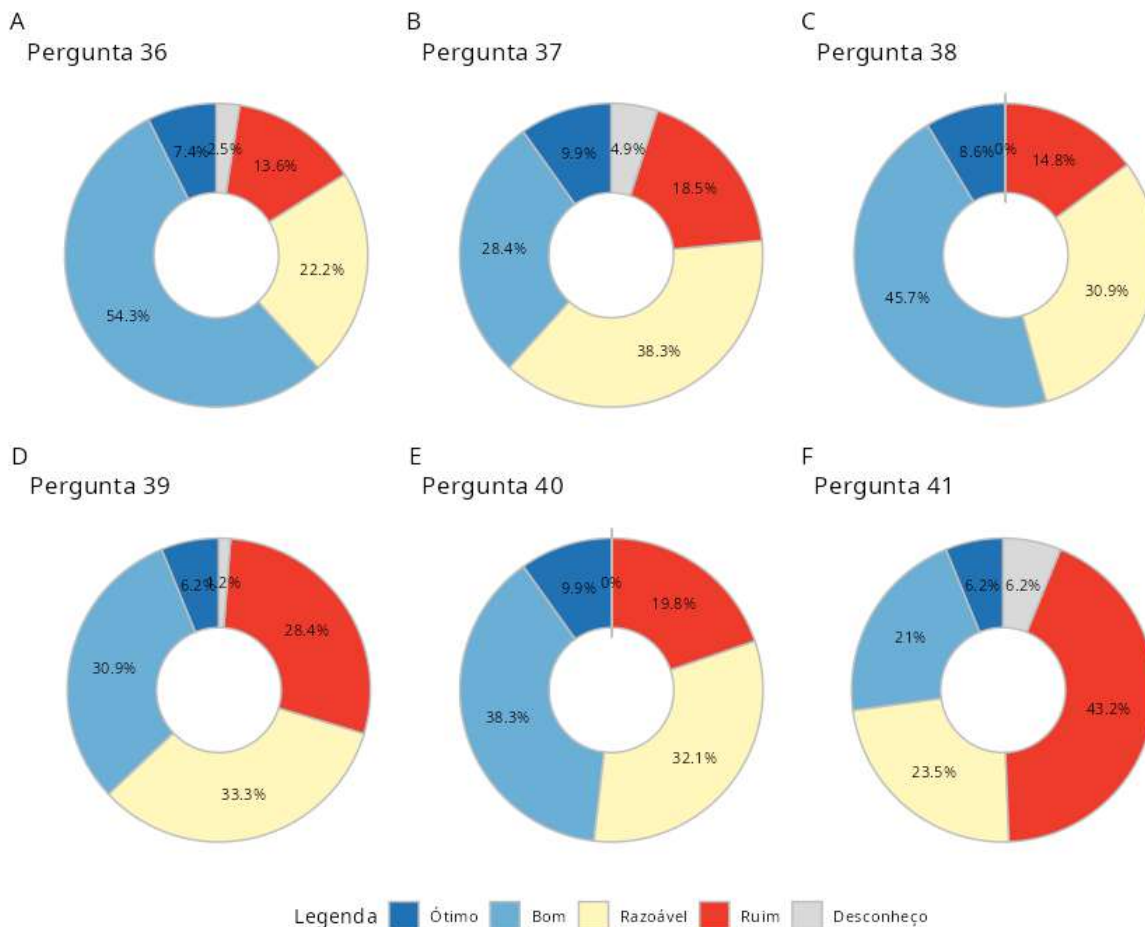 A
Pergunta 36
7.4%
2.5%
13.6%
22.2%
54.3%
B
Pergunta 37
9.9%
4.9%
18.5%
28.4%
38.3%
C
Pergunta 38
8.6%
0%
14.8%
45.7%
30.9%
D
Pergunta 39
6.2%
1.2%
28.4%
30.9%
33.3%
E
Pergunta 40
9.9%
0%
19.8%
38.3%
32.1%
F
Pergunta 41
6.2%
6.2%
21%
43.2%
23.5%
Legenda Ótimo Bom Razoável Ruim Desconheço